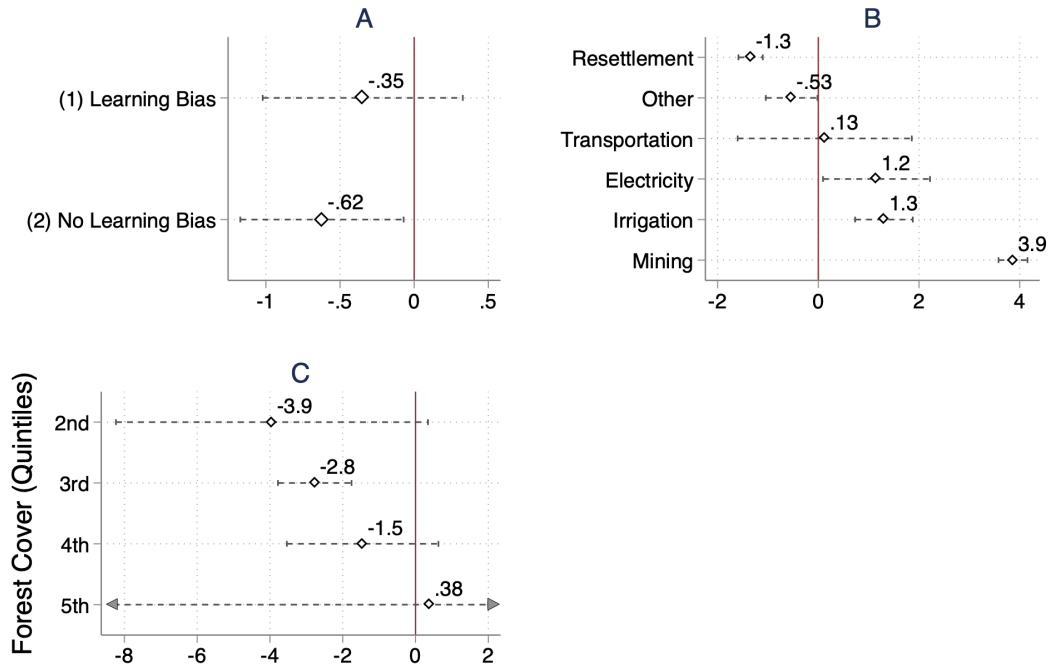 A
(1) Learning Bias
-.35
(2) No Learning Bias
-.62
-1 -.5 0 .5
B
Resettlement
-1.3
Other
-.53
Transportation
.13
Electricity
1.2
Irrigation
1.3
Mining
3.9
-2 0 2 4
C
Forest Cover (Quintiles)
2nd
-3.9
3rd
-2.8
4th
-1.5
5th
.38
-8 -6 -4 -2 0 2